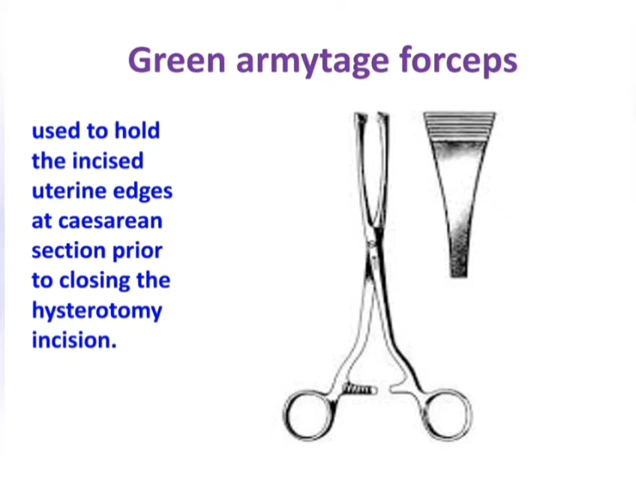 Green armytage forceps
used to hold
the incised
uterine edges
at caesarean
section prior
to closing the
hysterotomy
incision.